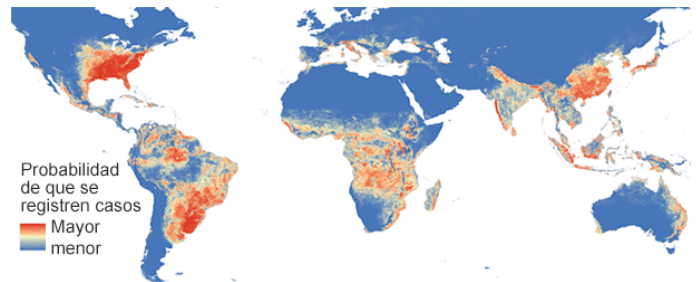 Probabilidad
de que se
registren casos
Mayor
menor